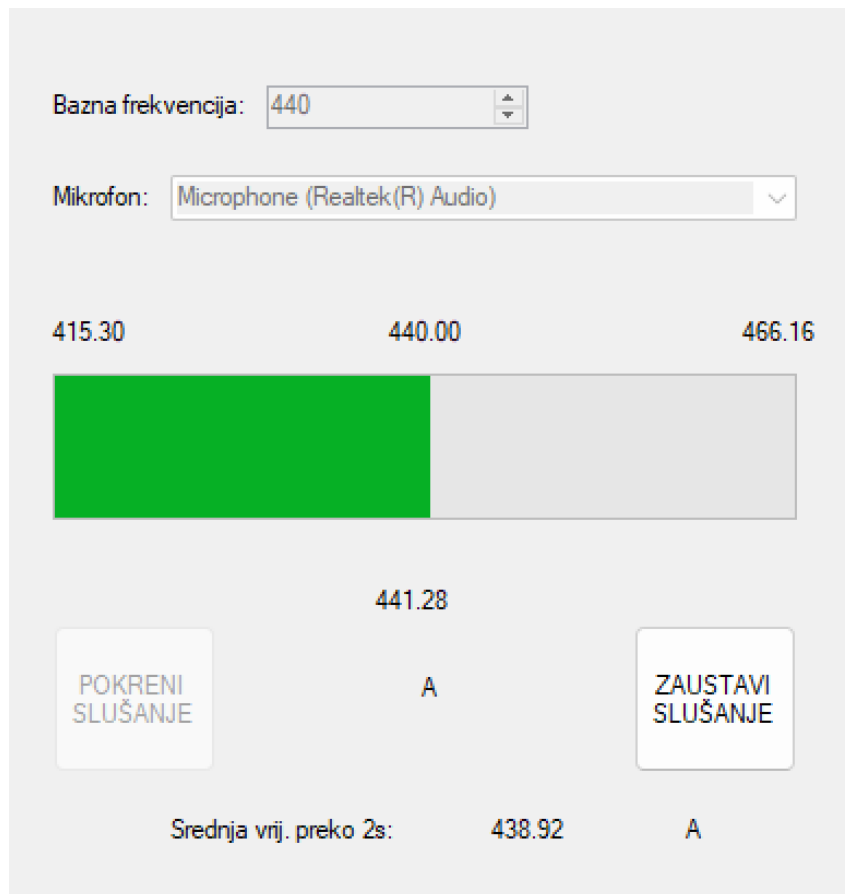 Bazna frekvencija: 440
Mikrofon: Microphone (Realtek(R) Audio)
415.30 440.00 466.16
441.28
POKRENI
SLUŠANJE
A
ZAUSTAVI
SLUŠANJE
Srednja vrij. preko 2s: 438.92 A